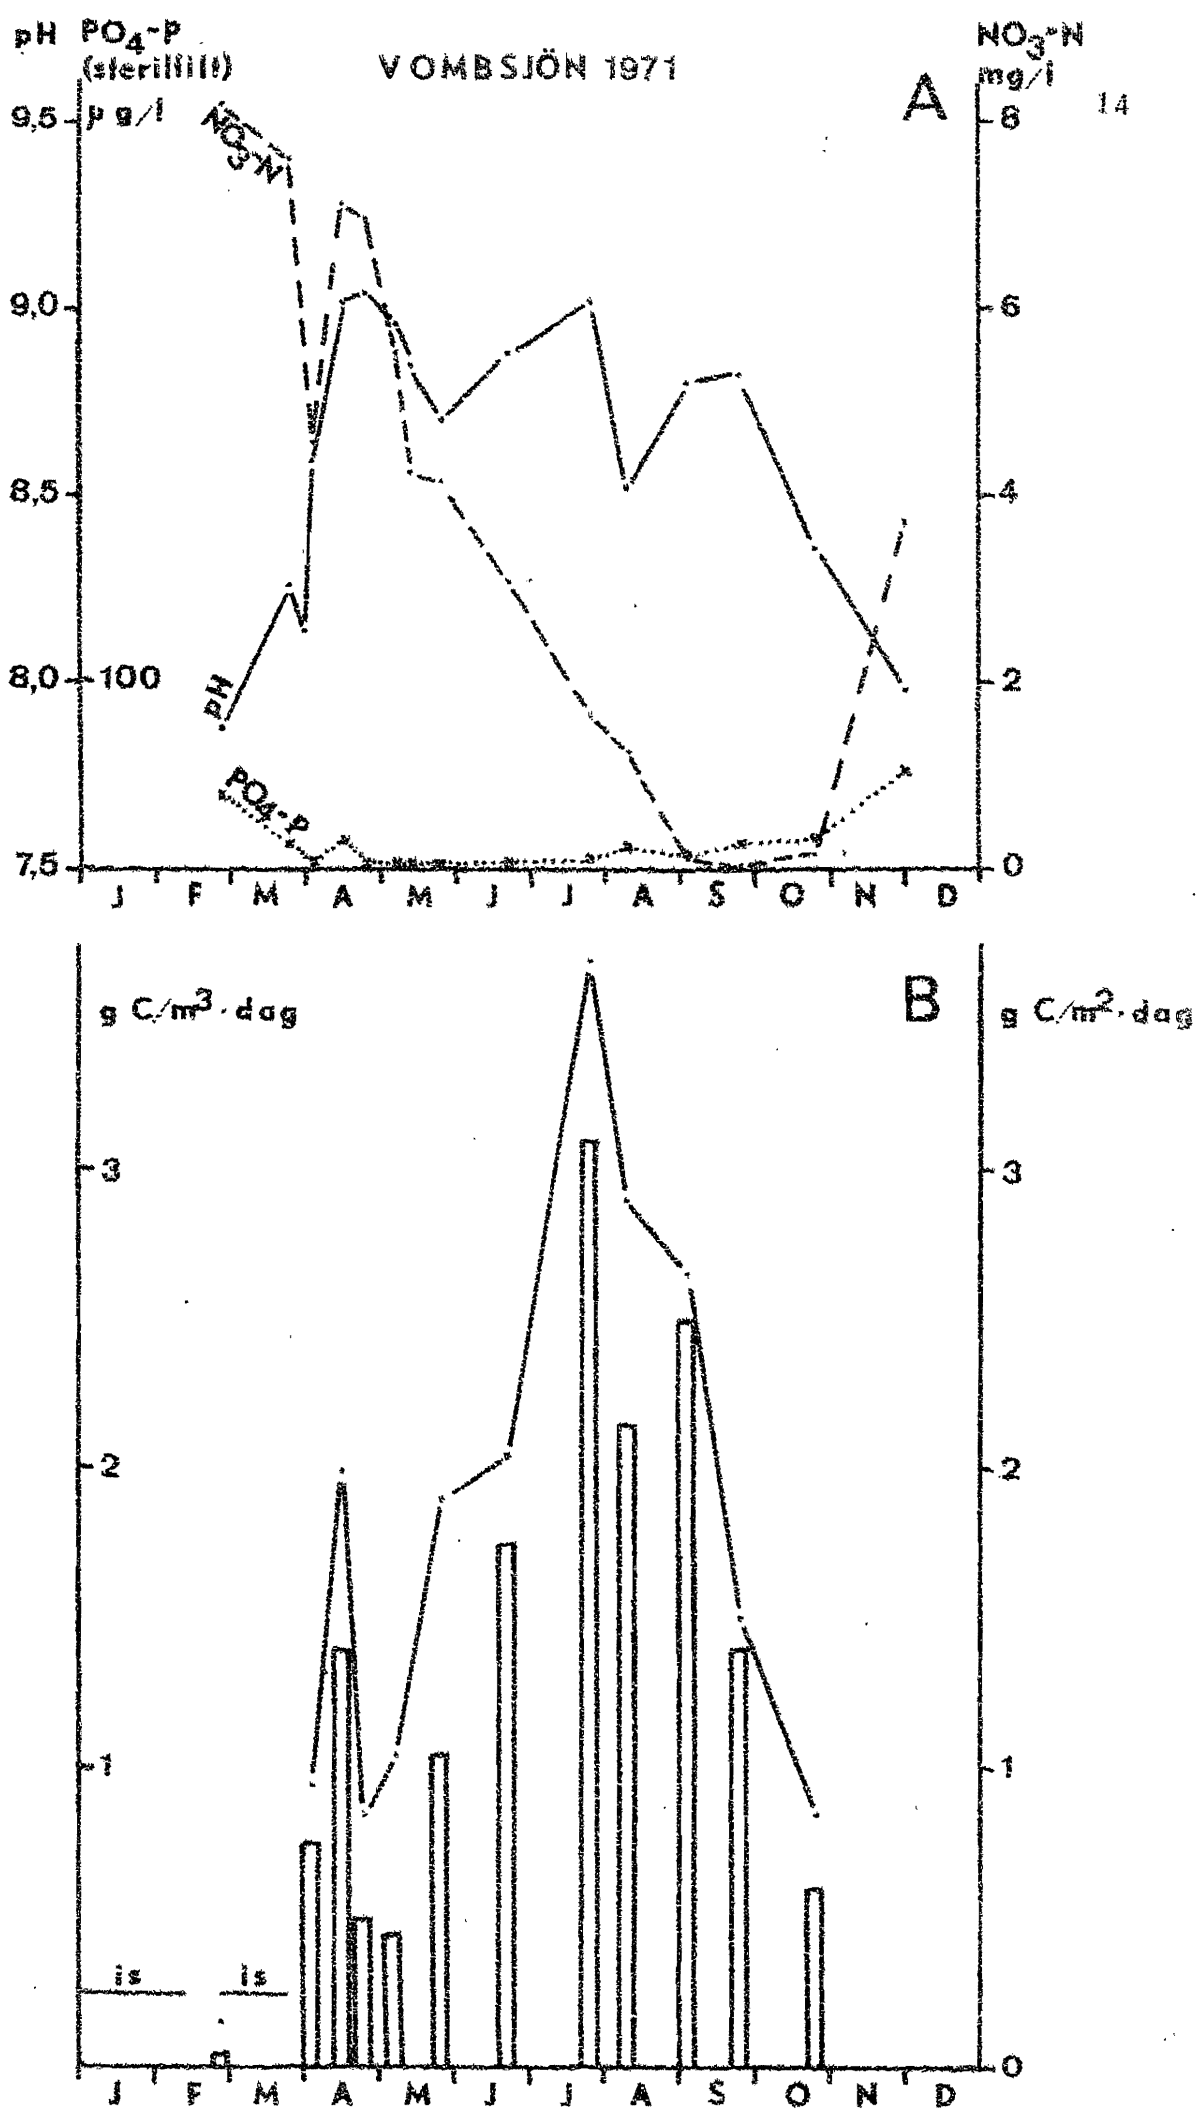 pH PO4-P NO3-N
(sterilfilt) VOMBSJÖN 1971 mg/l
µg/l A 14
9,5 8
NO3-N
9,0 6
8,5 4
8,0 100 2
pH
PO4-P
7,5 0
J F M A M J J A S O N D
g C/m3·dag B g C/m2·dag
3 3
2 2
1 1
is is
0
J F M A M J J A S O N D